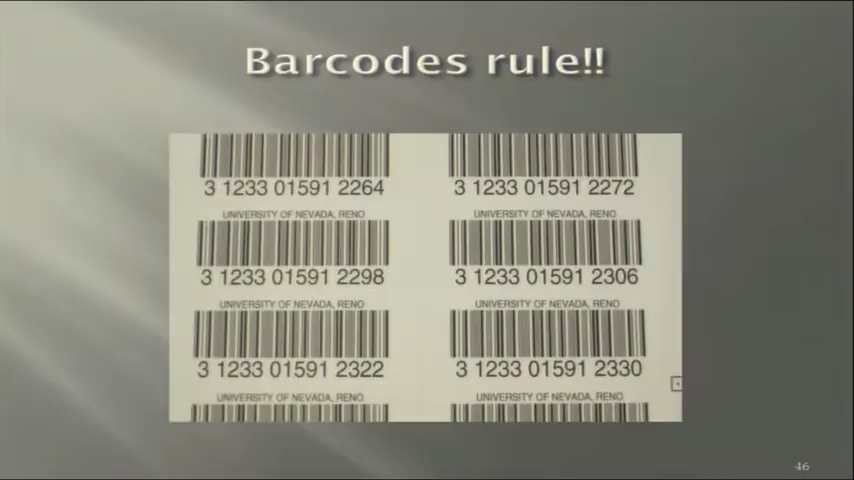 Barcodes rule!!
3 1233 01591 2264
3 1233 01591 2272
UNIVERSITY OF NEVADA, RENO
UNIVERSITY OF NEVADA, RENO
3 1233 01591 2298
3 1233 01591 2306
UNIVERSITY OF NEVADA, RENO
UNIVERSITY OF NEVADA, RENO
3 1233 01591 2322
3 1233 01591 2330
UNIVERSITY OF NEVADA, RENO
UNIVERSITY OF NEVADA, RENO
46